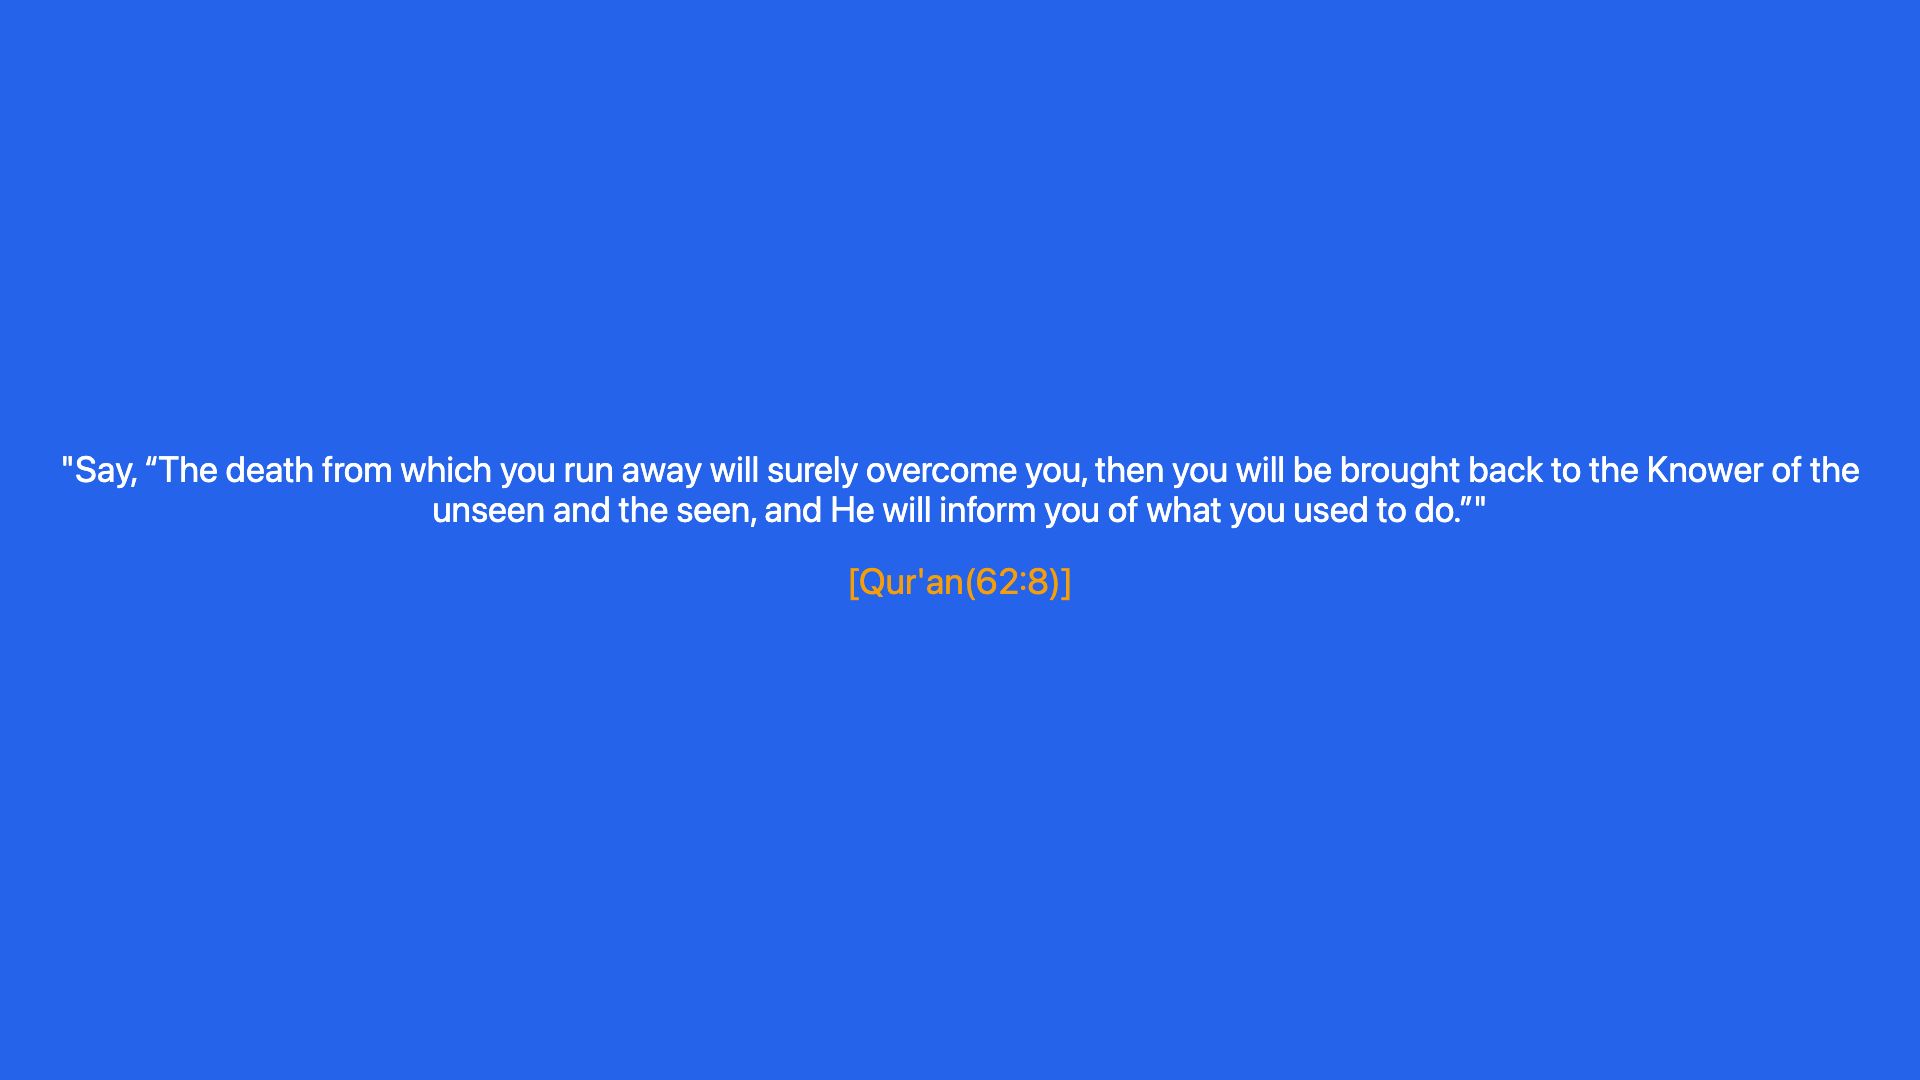 "Say, “The death from which you run away will surely overcome you, then you will be brought back to the Knower of the
unseen and the seen, and He will inform you of what you used to do.”"
[Qur'an(62:8)]